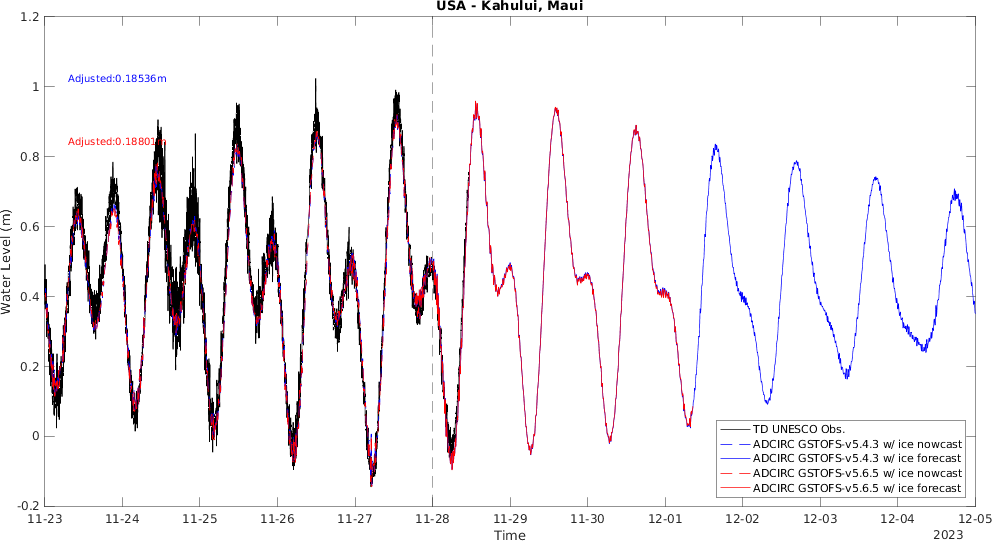 USA - Kahului, Maui
1.2
1
0.8
0.6
0.4
0.2
0
-0.2
Water Level (m)
Adjusted:0.18536m
Adjusted:0.18801m
TD UNESCO Obs.
ADCIRC GSTOFS-v5.4.3 w/ ice nowcast
ADCIRC GSTOFS-v5.4.3 w/ ice forecast
ADCIRC GSTOFS-v5.6.5 w/ ice nowcast
ADCIRC GSTOFS-v5.6.5 w/ ice forecast
11-23 11-24 11-25 11-26 11-27 11-28 11-29 11-30 12-01 12-02 12-03 12-04 12-05
Time
2023